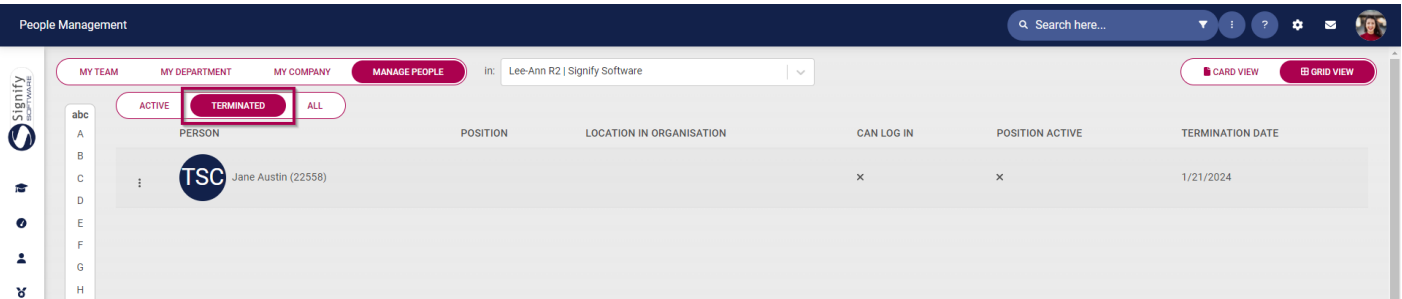 People Management
Search here...
?
Signify
SOFTWARE
MY TEAM MY DEPARTMENT MY COMPANY MANAGE PEOPLE in: Lee-Ann R2 | Signify Software CARD VIEW GRID VIEW
ACTIVE TERMINATED ALL
abc
PERSON POSITION LOCATION IN ORGANISATION CAN LOG IN POSITION ACTIVE TERMINATION DATE
TSC Jane Austin (22558) × × 1/21/2024
A
B
C
D
E
F
G
H